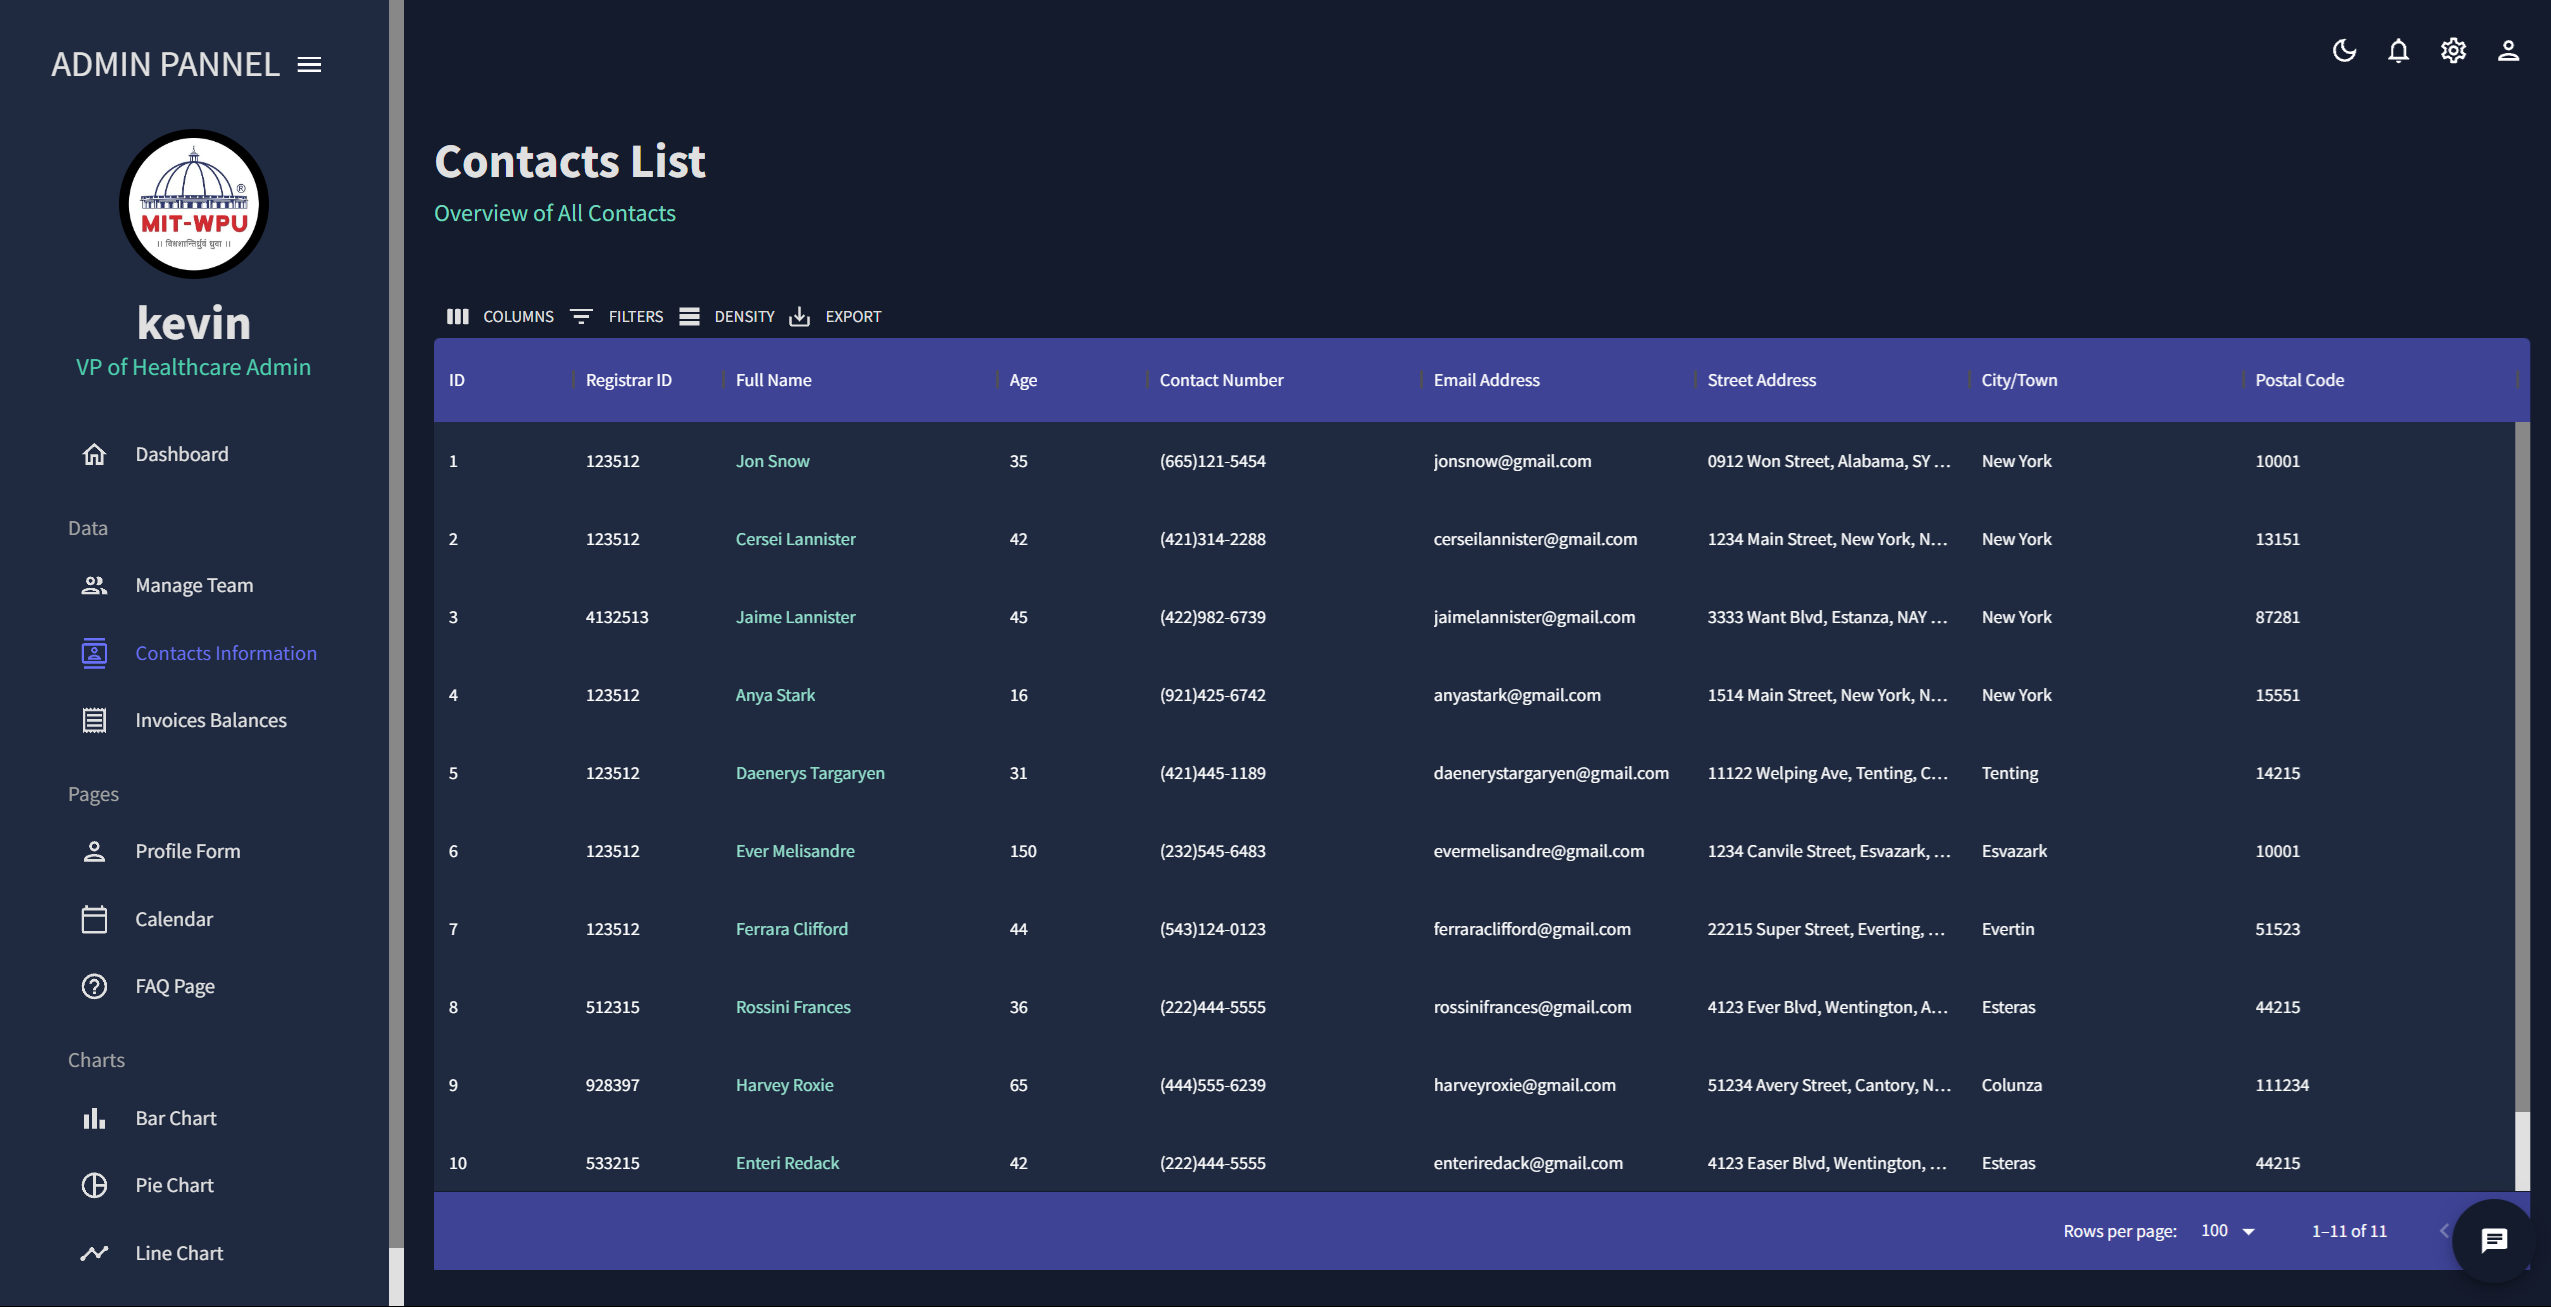 ADMIN PANNEL
®
MIT-WPU
॥ विश्वशान्तिर्ध्रुवं ध्रुवा ॥
kevin
VP of Healthcare Admin
Dashboard
Data
Manage Team
Contacts Information
Invoices Balances
Pages
Profile Form
Calendar
FAQ Page
Charts
Bar Chart
Pie Chart
Line Chart
Contacts List
Overview of All Contacts
COLUMNS FILTERS DENSITY EXPORT
ID Registrar ID Full Name Age Contact Number Email Address Street Address City/Town Postal Code
1 123512 Jon Snow 35 (665)121-5454 jonsnow@gmail.com 0912 Won Street, Alabama, SY ... New York 10001
2 123512 Cersei Lannister 42 (421)314-2288 cerseilannister@gmail.com 1234 Main Street, New York, N... New York 13151
3 4132513 Jaime Lannister 45 (422)982-6739 jaimelannister@gmail.com 3333 Want Blvd, Estanza, NAY ... New York 87281
4 123512 Anya Stark 16 (921)425-6742 anyastark@gmail.com 1514 Main Street, New York, N... New York 15551
5 123512 Daenerys Targaryen 31 (421)445-1189 daenerystargaryen@gmail.com 11122 Welping Ave, Tenting, C... Tenting 14215
6 123512 Ever Melisandre 150 (232)545-6483 evermelisandre@gmail.com 1234 Canvile Street, Esvazark, ... Esvazark 10001
7 123512 Ferrara Clifford 44 (543)124-0123 ferraraclifford@gmail.com 22215 Super Street, Everting, ... Evertin 51523
8 512315 Rossini Frances 36 (222)444-5555 rossinifrances@gmail.com 4123 Ever Blvd, Wentington, A... Esteras 44215
9 928397 Harvey Roxie 65 (444)555-6239 harveyroxie@gmail.com 51234 Avery Street, Cantory, N... Colunza 111234
10 533215 Enteri Redack 42 (222)444-5555 enteriredack@gmail.com 4123 Easer Blvd, Wentington, ... Esteras 44215
Rows per page: 100 1–11 of 11